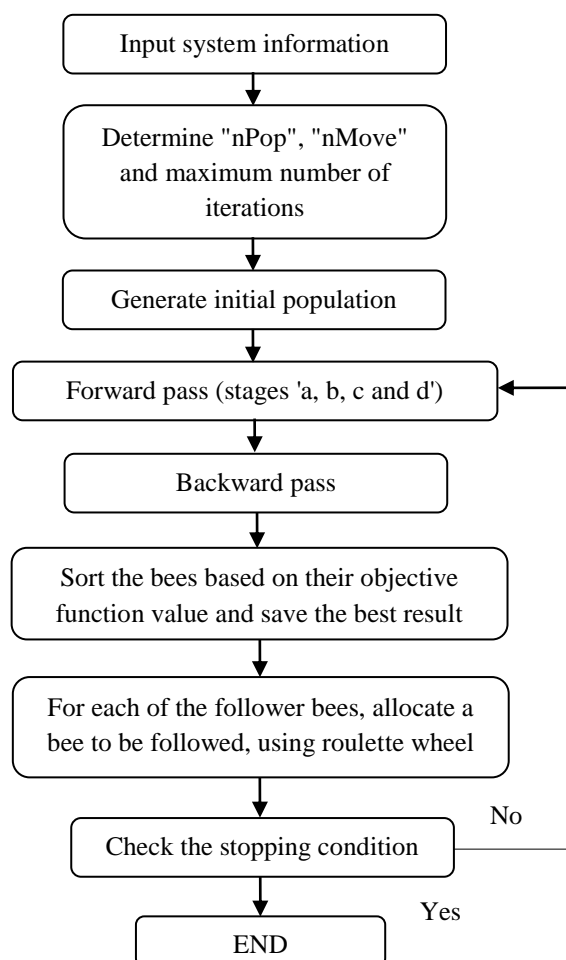 Input system information
Determine "nPop", "nMove"
and maximum number of
iterations
Generate initial population
Forward pass (stages 'a, b, c and d')
Backward pass
Sort the bees based on their objective
function value and save the best result
For each of the follower bees, allocate a
bee to be followed, using roulette wheel
No
Check the stopping condition
Yes
END